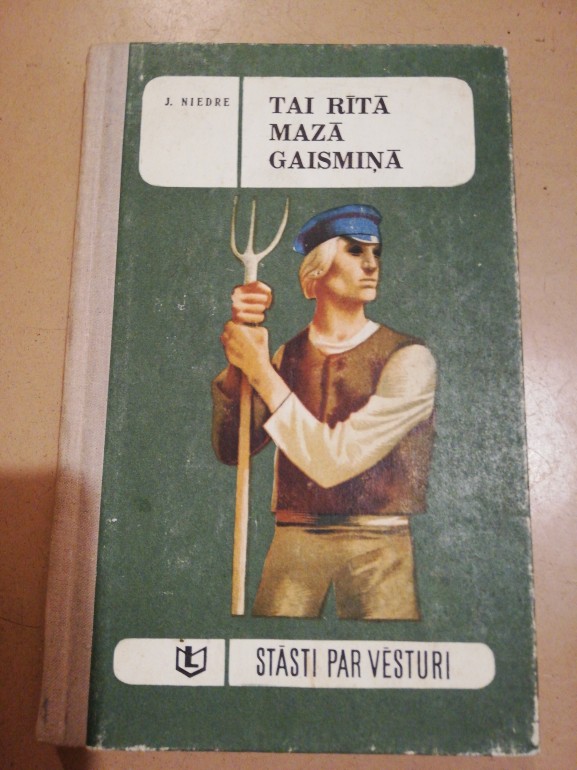 J. NIEDRE
TAI RĪTĀ
MAZĀ
GAISMIŅĀ
L
STĀSTI PAR VĒSTURI